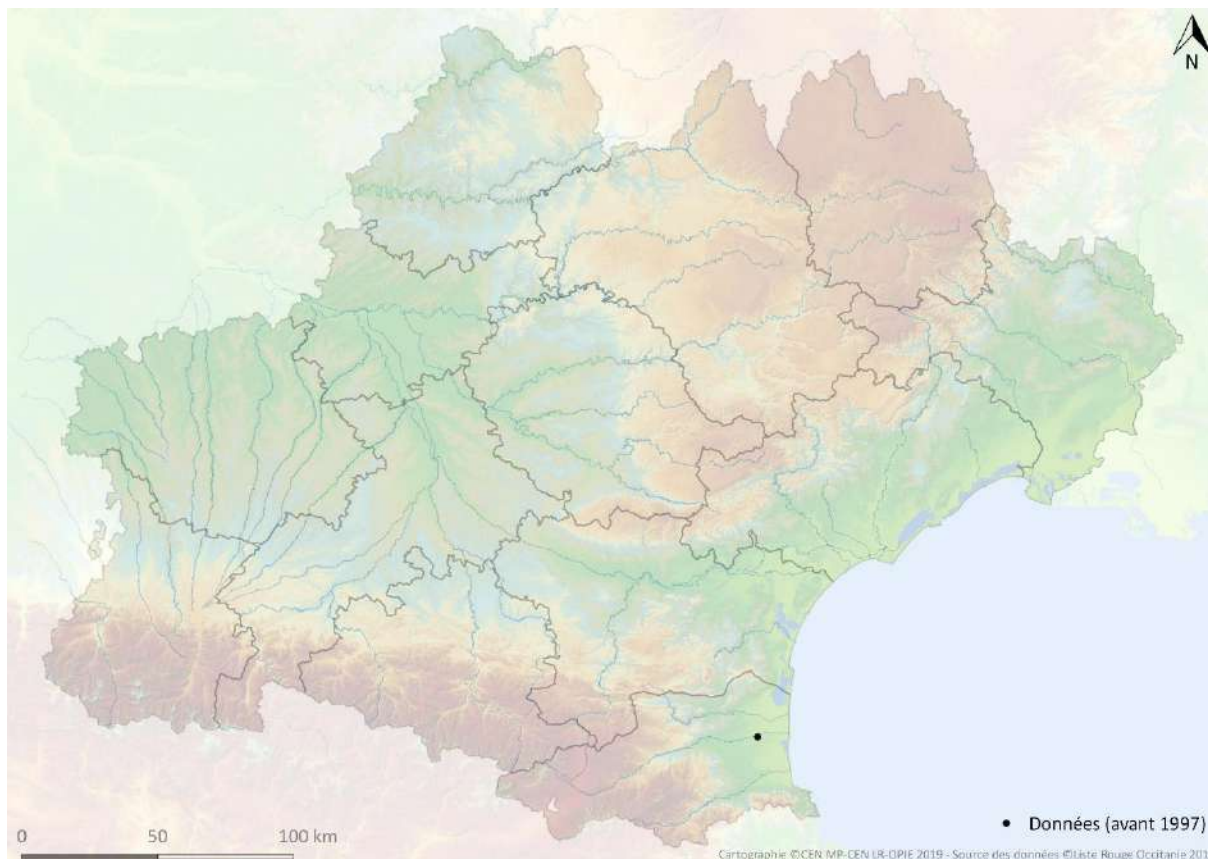 N
Données (avant 1997)
0 50 100 km
Cartographie ©CEN MP-CEN LR-OPIE 2019 - Source des données ©Liste Rouge Occitanie 201